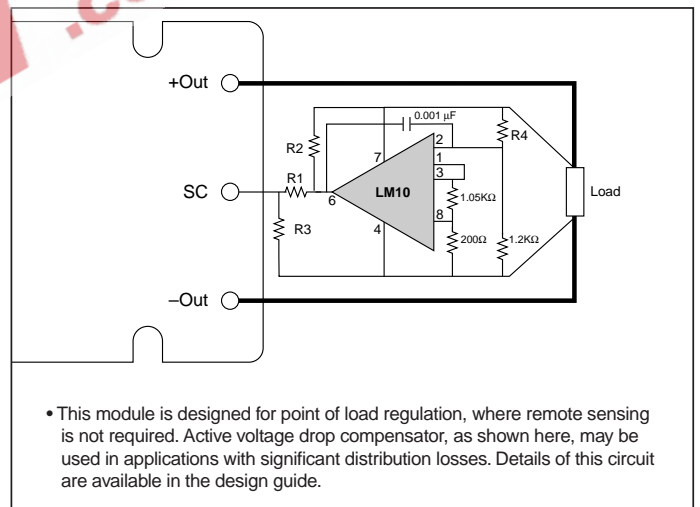 +Out
0.001 µF
R2
R4
2
7
1
3
R1
SC
LM10
Load
6
1.05KΩ
8
R3
4
200Ω
1.2KΩ
–Out
• This module is designed for point of load regulation, where remote sensing
is not required. Active voltage drop compensator, as shown here, may be
used in applications with significant distribution losses. Details of this circuit
are available in the design guide.